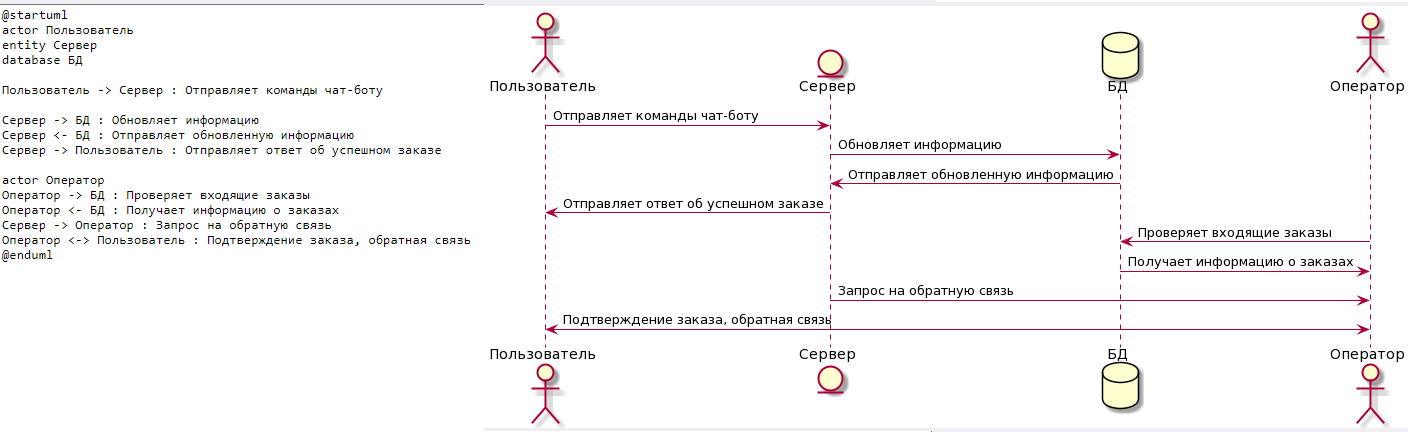 @startuml
actor Пользователь
entity Сервер
database БД
Пользователь -> Сервер : Отправляет команды чат-боту
Сервер -> БД : Обновляет информацию
Сервер <- БД : Отправляет обновленную информацию
Сервер -> Пользователь : Отправляет ответ об успешном заказе
actor Оператор
Оператор -> БД : Проверяет входящие заказы
Оператор <- БД : Получает информацию о заказах
Сервер -> Оператор : Запрос на обратную связь
Оператор <-> Пользователь : Подтверждение заказа, обратная связь
@enduml
Пользователь Сервер БД Оператор
Отправляет команды чат-боту
Обновляет информацию
Отправляет обновленную информацию
Отправляет ответ об успешном заказе
Проверяет входящие заказы
Получает информацию о заказах
Запрос на обратную связь
Подтверждение заказа, обратная связь
Пользователь Сервер БД Оператор